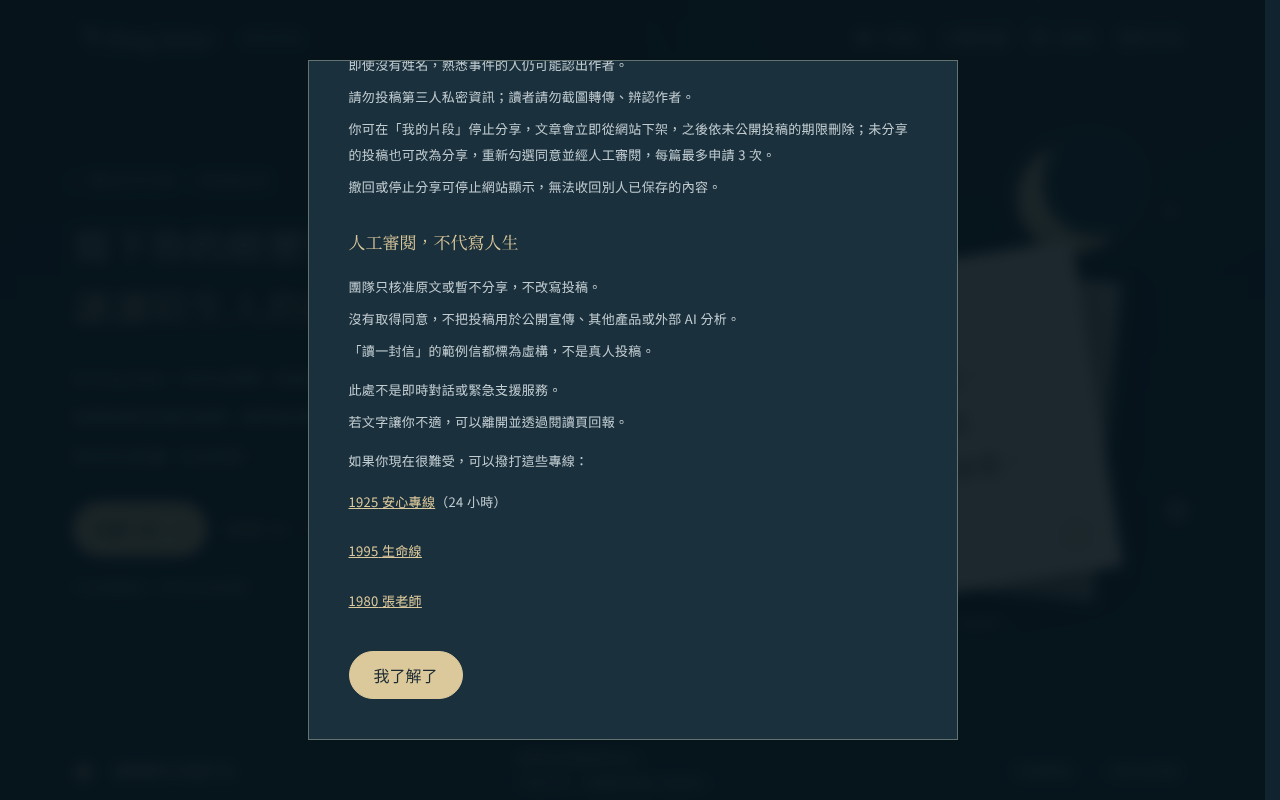 即使沒有姓名，熟悉事件的人仍可能認出作者。
請勿投稿第三人私密資訊；讀者請勿截圖轉傳、辨認作者。
你可在「我的片段」停止分享，文章會立即從網站下架，之後依未公開投稿的期限刪除；未分享
的投稿也可改為分享，重新勾選同意並經人工審閱，每篇最多申請 3 次。
撤回或停止分享可停止網站顯示，無法收回別人已保存的內容。
人工審閱，不代寫人生
團隊只核准原文或暫不分享，不改寫投稿。
沒有取得同意，不把投稿用於公開宣傳、其他產品或外部 AI 分析。
「讀一封信」的範例信都標為虛構，不是真人投稿。
此處不是即時對話或緊急支援服務。
若文字讓你不適，可以離開並透過閱讀頁回報。
如果你現在很難受，可以撥打這些專線：
1925 安心專線（24 小時）
1995 生命線
1980 張老師
我了解了